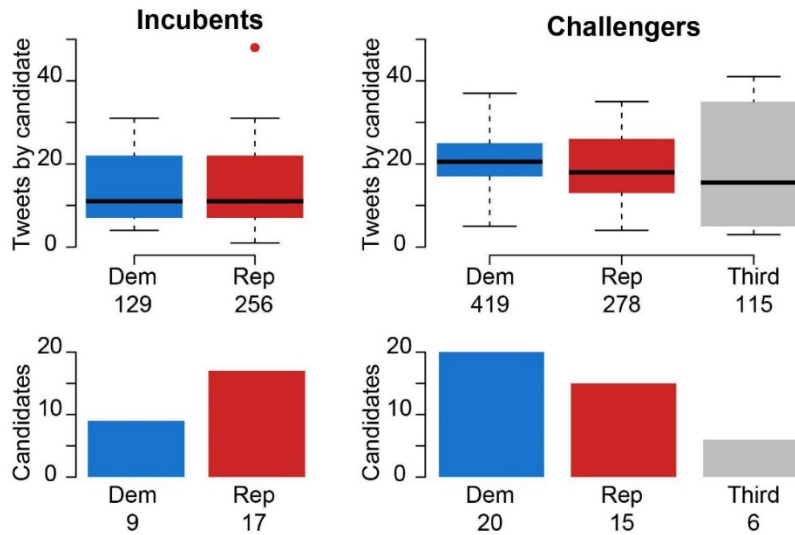 Incubents
Tweets by candidate
40
20
0
Dem Rep
129 256
Challengers
Tweets by candidate
40
20
0
Dem Rep Third
419 278 115
Candidates
20
10
0
Dem Rep
9 17
Candidates
20
10
0
Dem Rep Third
20 15 6